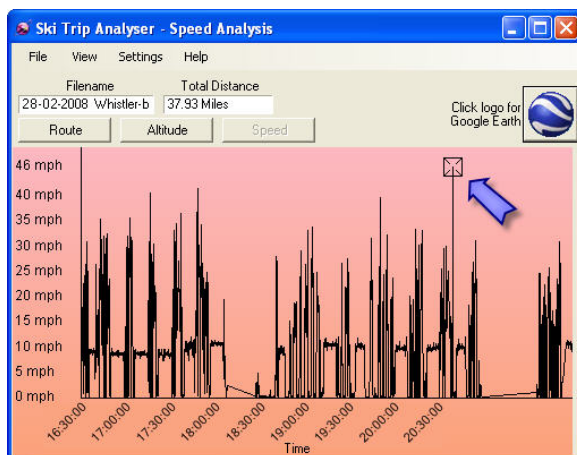 Ski Trip Analyser - Speed Analysis
File View Settings Help
Filename Total Distance
28-02-2008 Whistler-b 37.93 Miles
Click logo for
Google Earth
Route Altitude Speed
46 mph
40 mph
35 mph
30 mph
25 mph
20 mph
15 mph
10 mph
5 mph
0 mph
16:30:00 17:00:00 17:30:00 18:00:00 18:30:00 19:00:00 19:30:00 20:00:00 20:30:00
Time